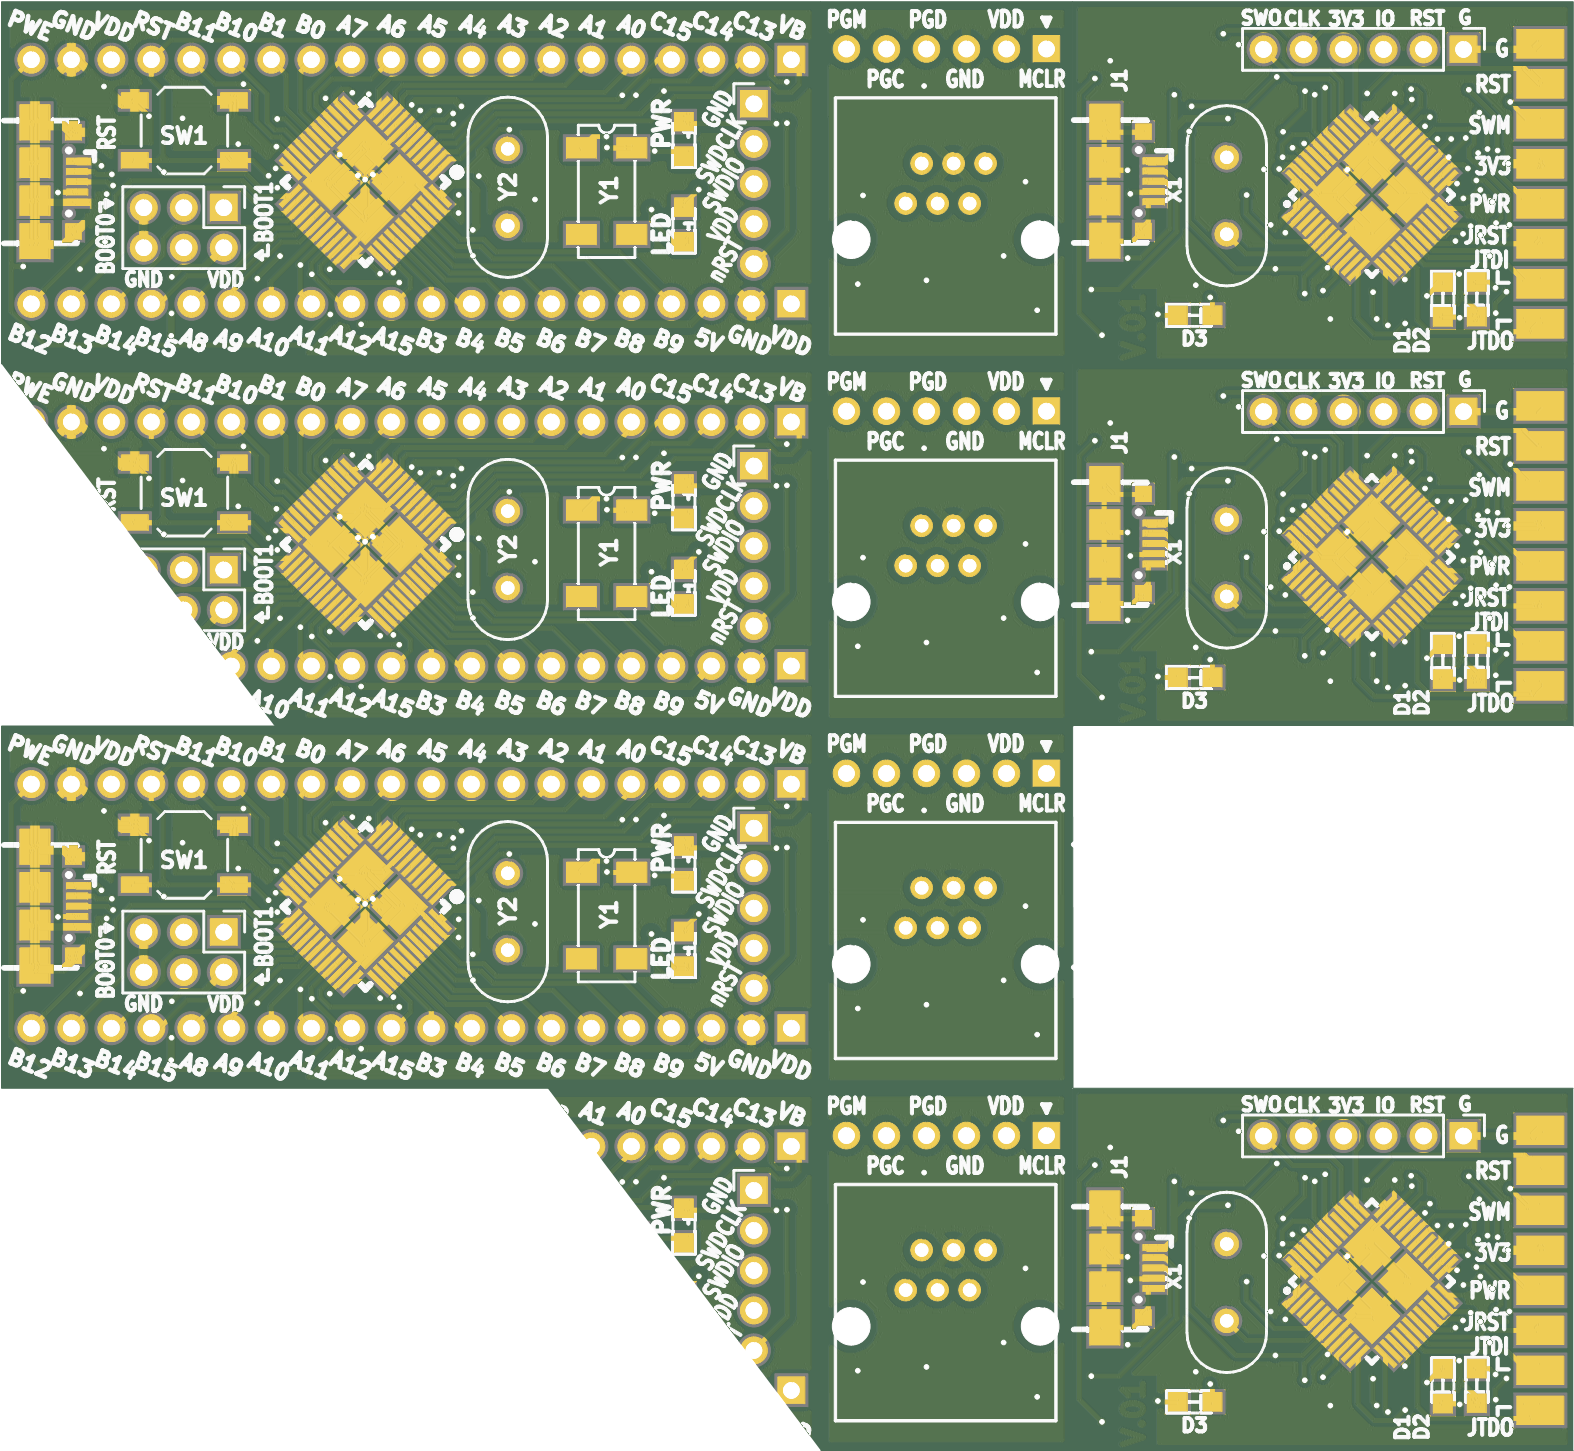 PWE GND VDD RST B11 B10 B1 B0 A7 A6 A5 A4 A3 A2 A1 A0 C15 C14 C13 VB
PGM PGD VDD
PGC . GND MCLR
SWO CLK 3V3 IO RST G
G
RST
SWM
3V3
PWR
JRST
JTDI
JTDO
J1
X1
D1
D2
D3
V.01
RST
SW1
BOOT0
BOOT1
GND VDD
Y2
Y1
PWR
LED
GND
SWDCLK
SWDIO
VDD
nRST
B12 B13 B14 B15 A8 A9 A10 A11 A12 A15 B3 B4 B5 B6 B7 B8 B9 5V GND VDD
PWE GND VDD RST B11 B10 B1 B0 A7 A6 A5 A4 A3 A2 A1 A0 C15 C14 C13 VB
PGM PGD VDD
PGC . GND MCLR
SWO CLK 3V3 IO RST G
G
RST
SWM
3V3
PWR
JRST
JTDI
JTDO
J1
X1
D1
D2
D3
V.01
RST
SW1
BOOT1
VDD
Y2
Y1
PWR
LED
GND
SWDCLK
SWDIO
VDD
nRST
A10 A11 A12 A15 B3 B4 B5 B6 B7 B8 B9 5V GND VDD
PWE GND VDD RST B11 B10 B1 B0 A7 A6 A5 A4 A3 A2 A1 A0 C15 C14 C13 VB
PGM PGD VDD
PGC . GND MCLR
RST
SW1
BOOT0
BOOT1
GND VDD
Y2
Y1
PWR
LED
GND
SWDCLK
SWDIO
VDD
nRST
B12 B13 B14 B15 A8 A9 A10 A11 A12 A15 B3 B4 B5 B6 B7 B8 B9 5V GND VDD
A1 A0 C15 C14 C13 VB
PGM PGD VDD
PGC . GND MCLR
SWO CLK 3V3 IO RST G
G
RST
SWM
3V3
PWR
JRST
JTDI
JTDO
J1
X1
D1
D2
D3
V.01
PWR
GND
SWDCLK
SWDIO